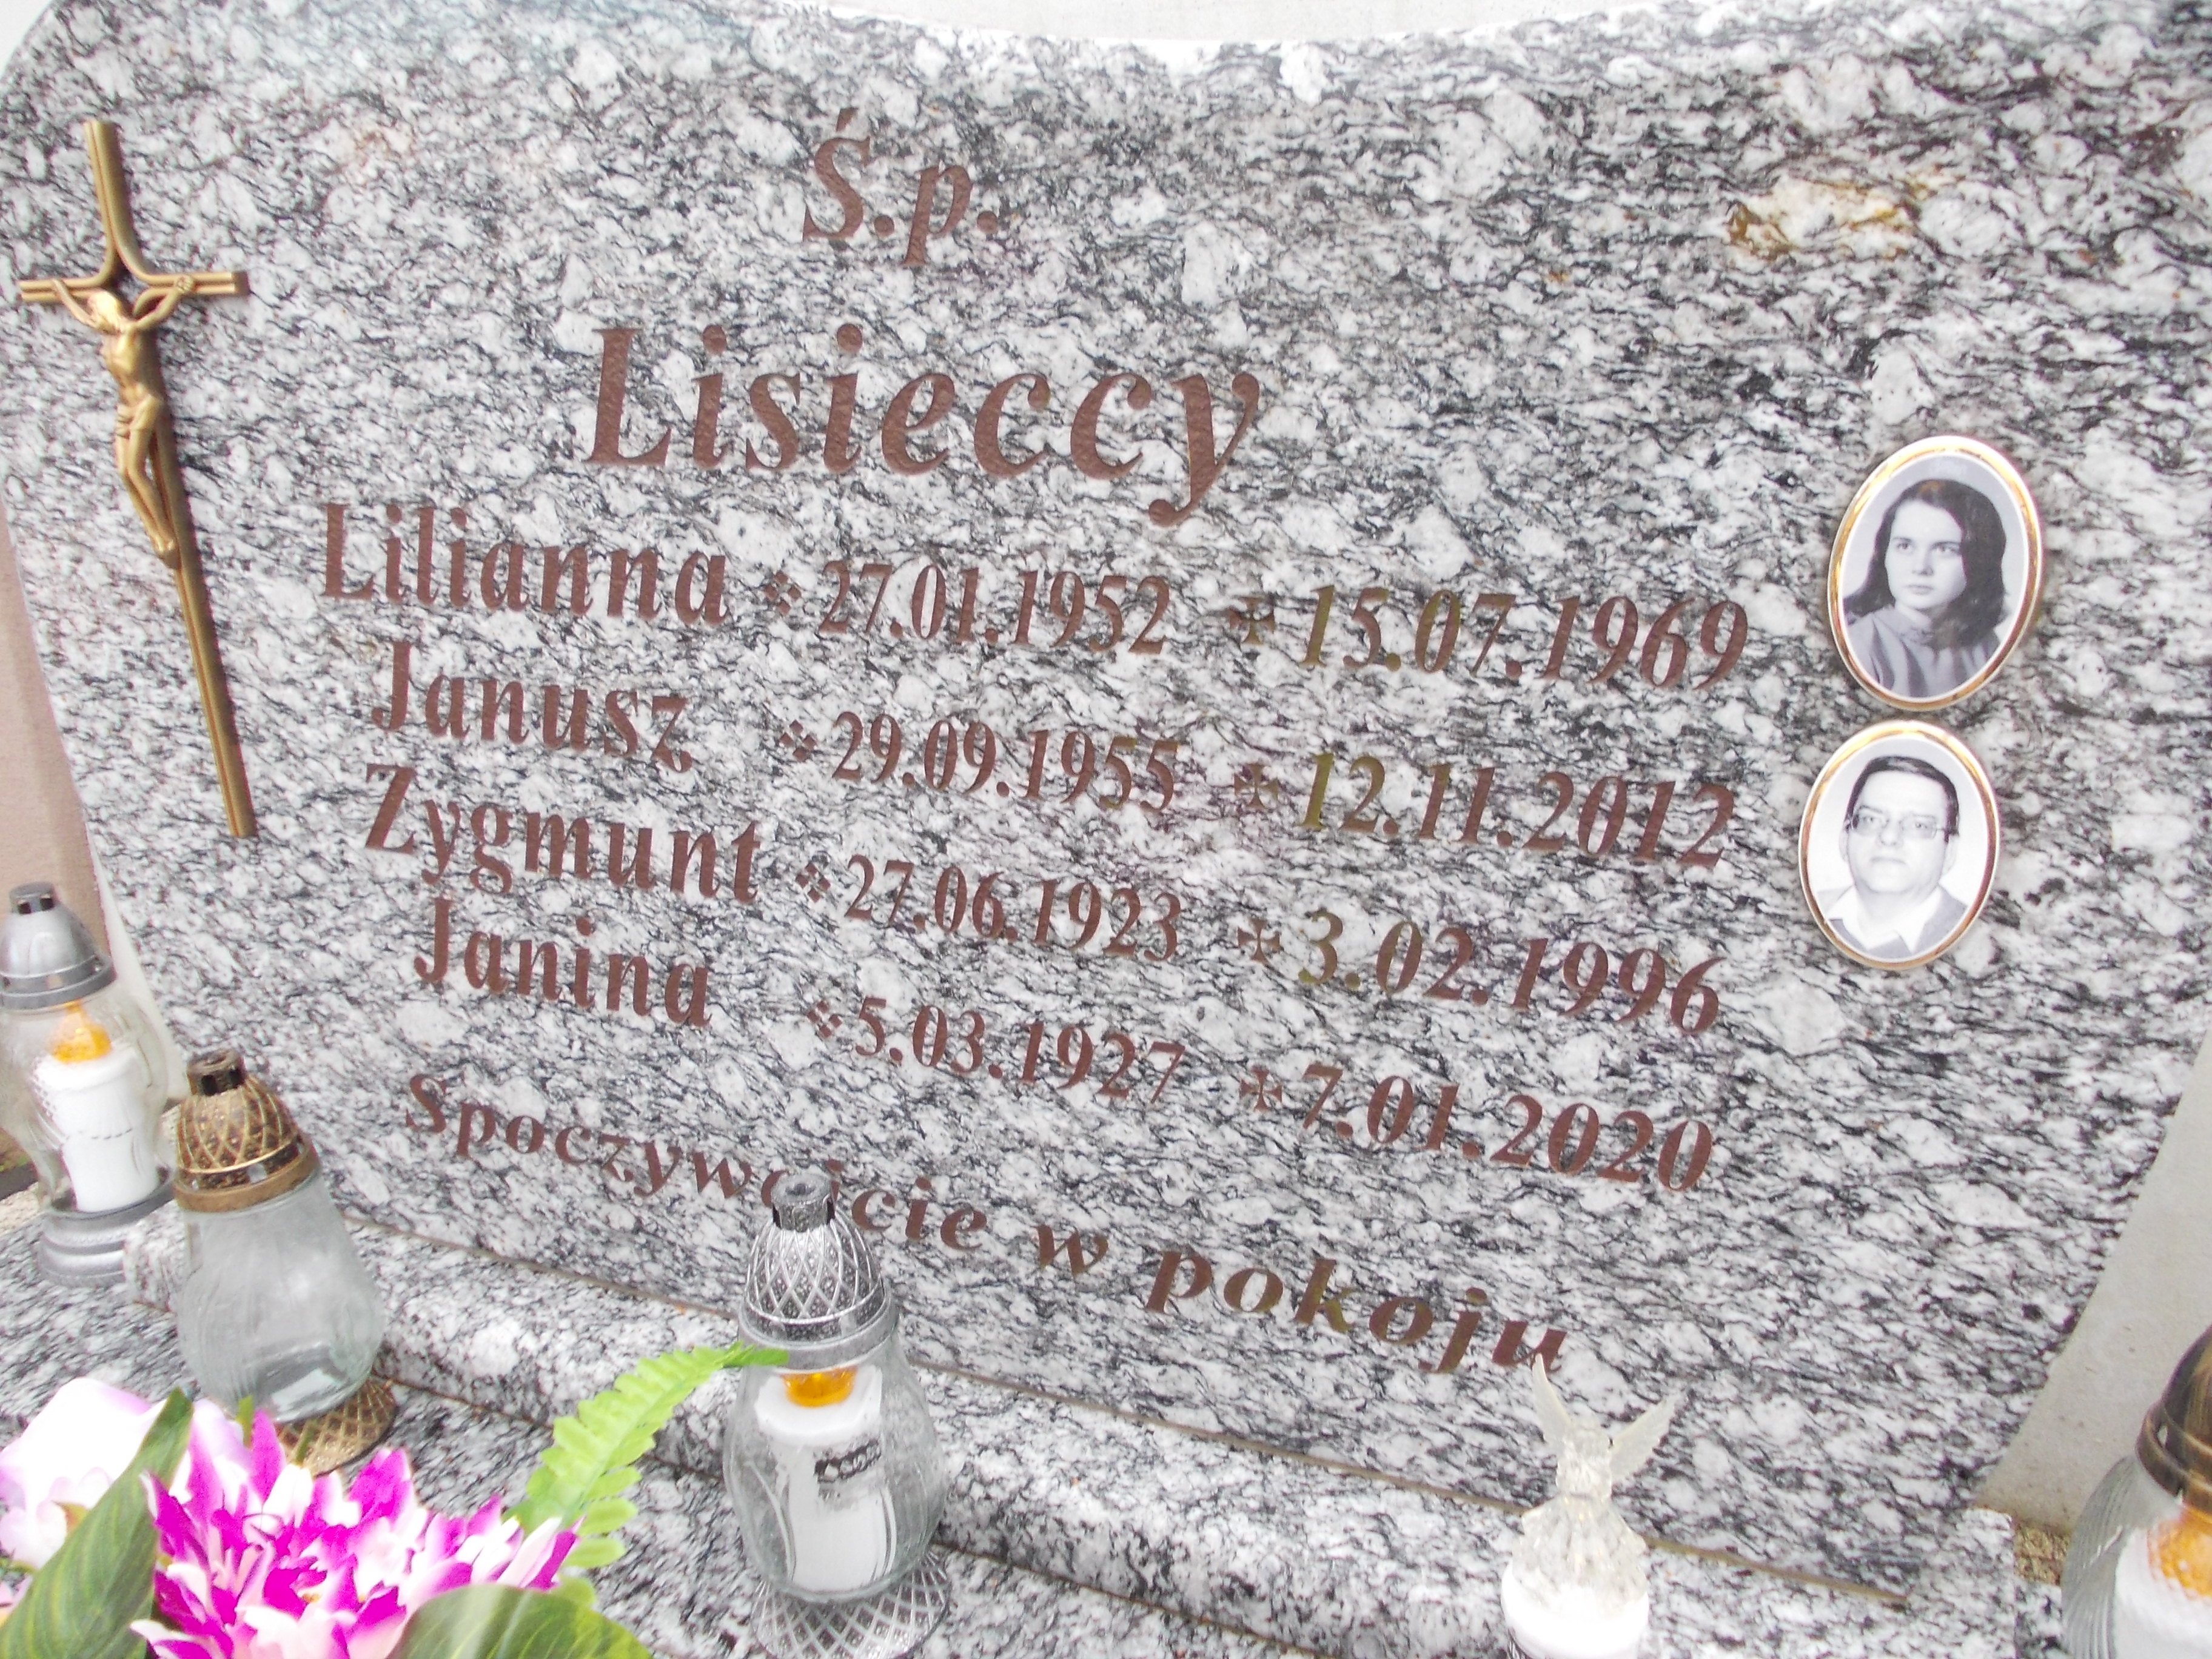 Ś.p.
Lisieccy
Lilianna 27.01.1952 15.07.1969
Janusz 29.09.1955 12.11.2012
Zygmunt 27.06.1923 3.02.1996
Janina 5.03.1927 7.01.2020
Spoczywajcie w pokoju